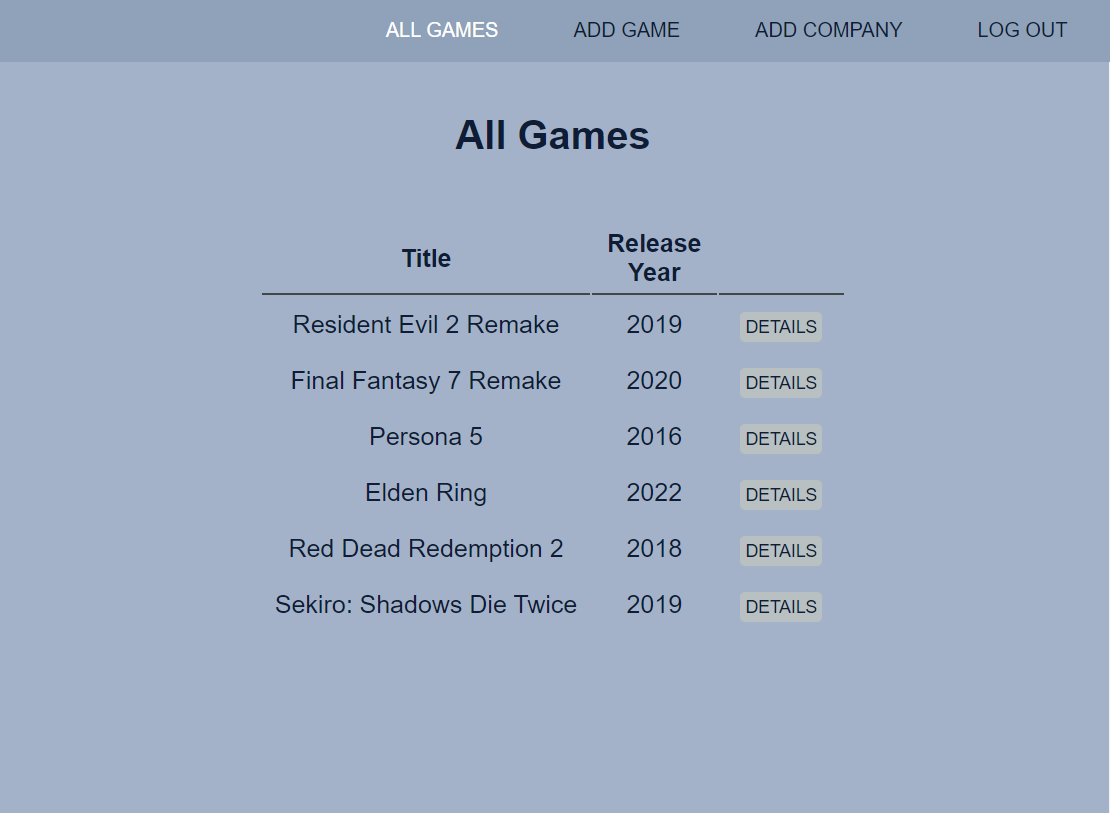 ALL GAMES ADD GAME ADD COMPANY LOG OUT
All Games
Title Release Year
Resident Evil 2 Remake 2019 DETAILS
Final Fantasy 7 Remake 2020 DETAILS
Persona 5 2016 DETAILS
Elden Ring 2022 DETAILS
Red Dead Redemption 2 2018 DETAILS
Sekiro: Shadows Die Twice 2019 DETAILS